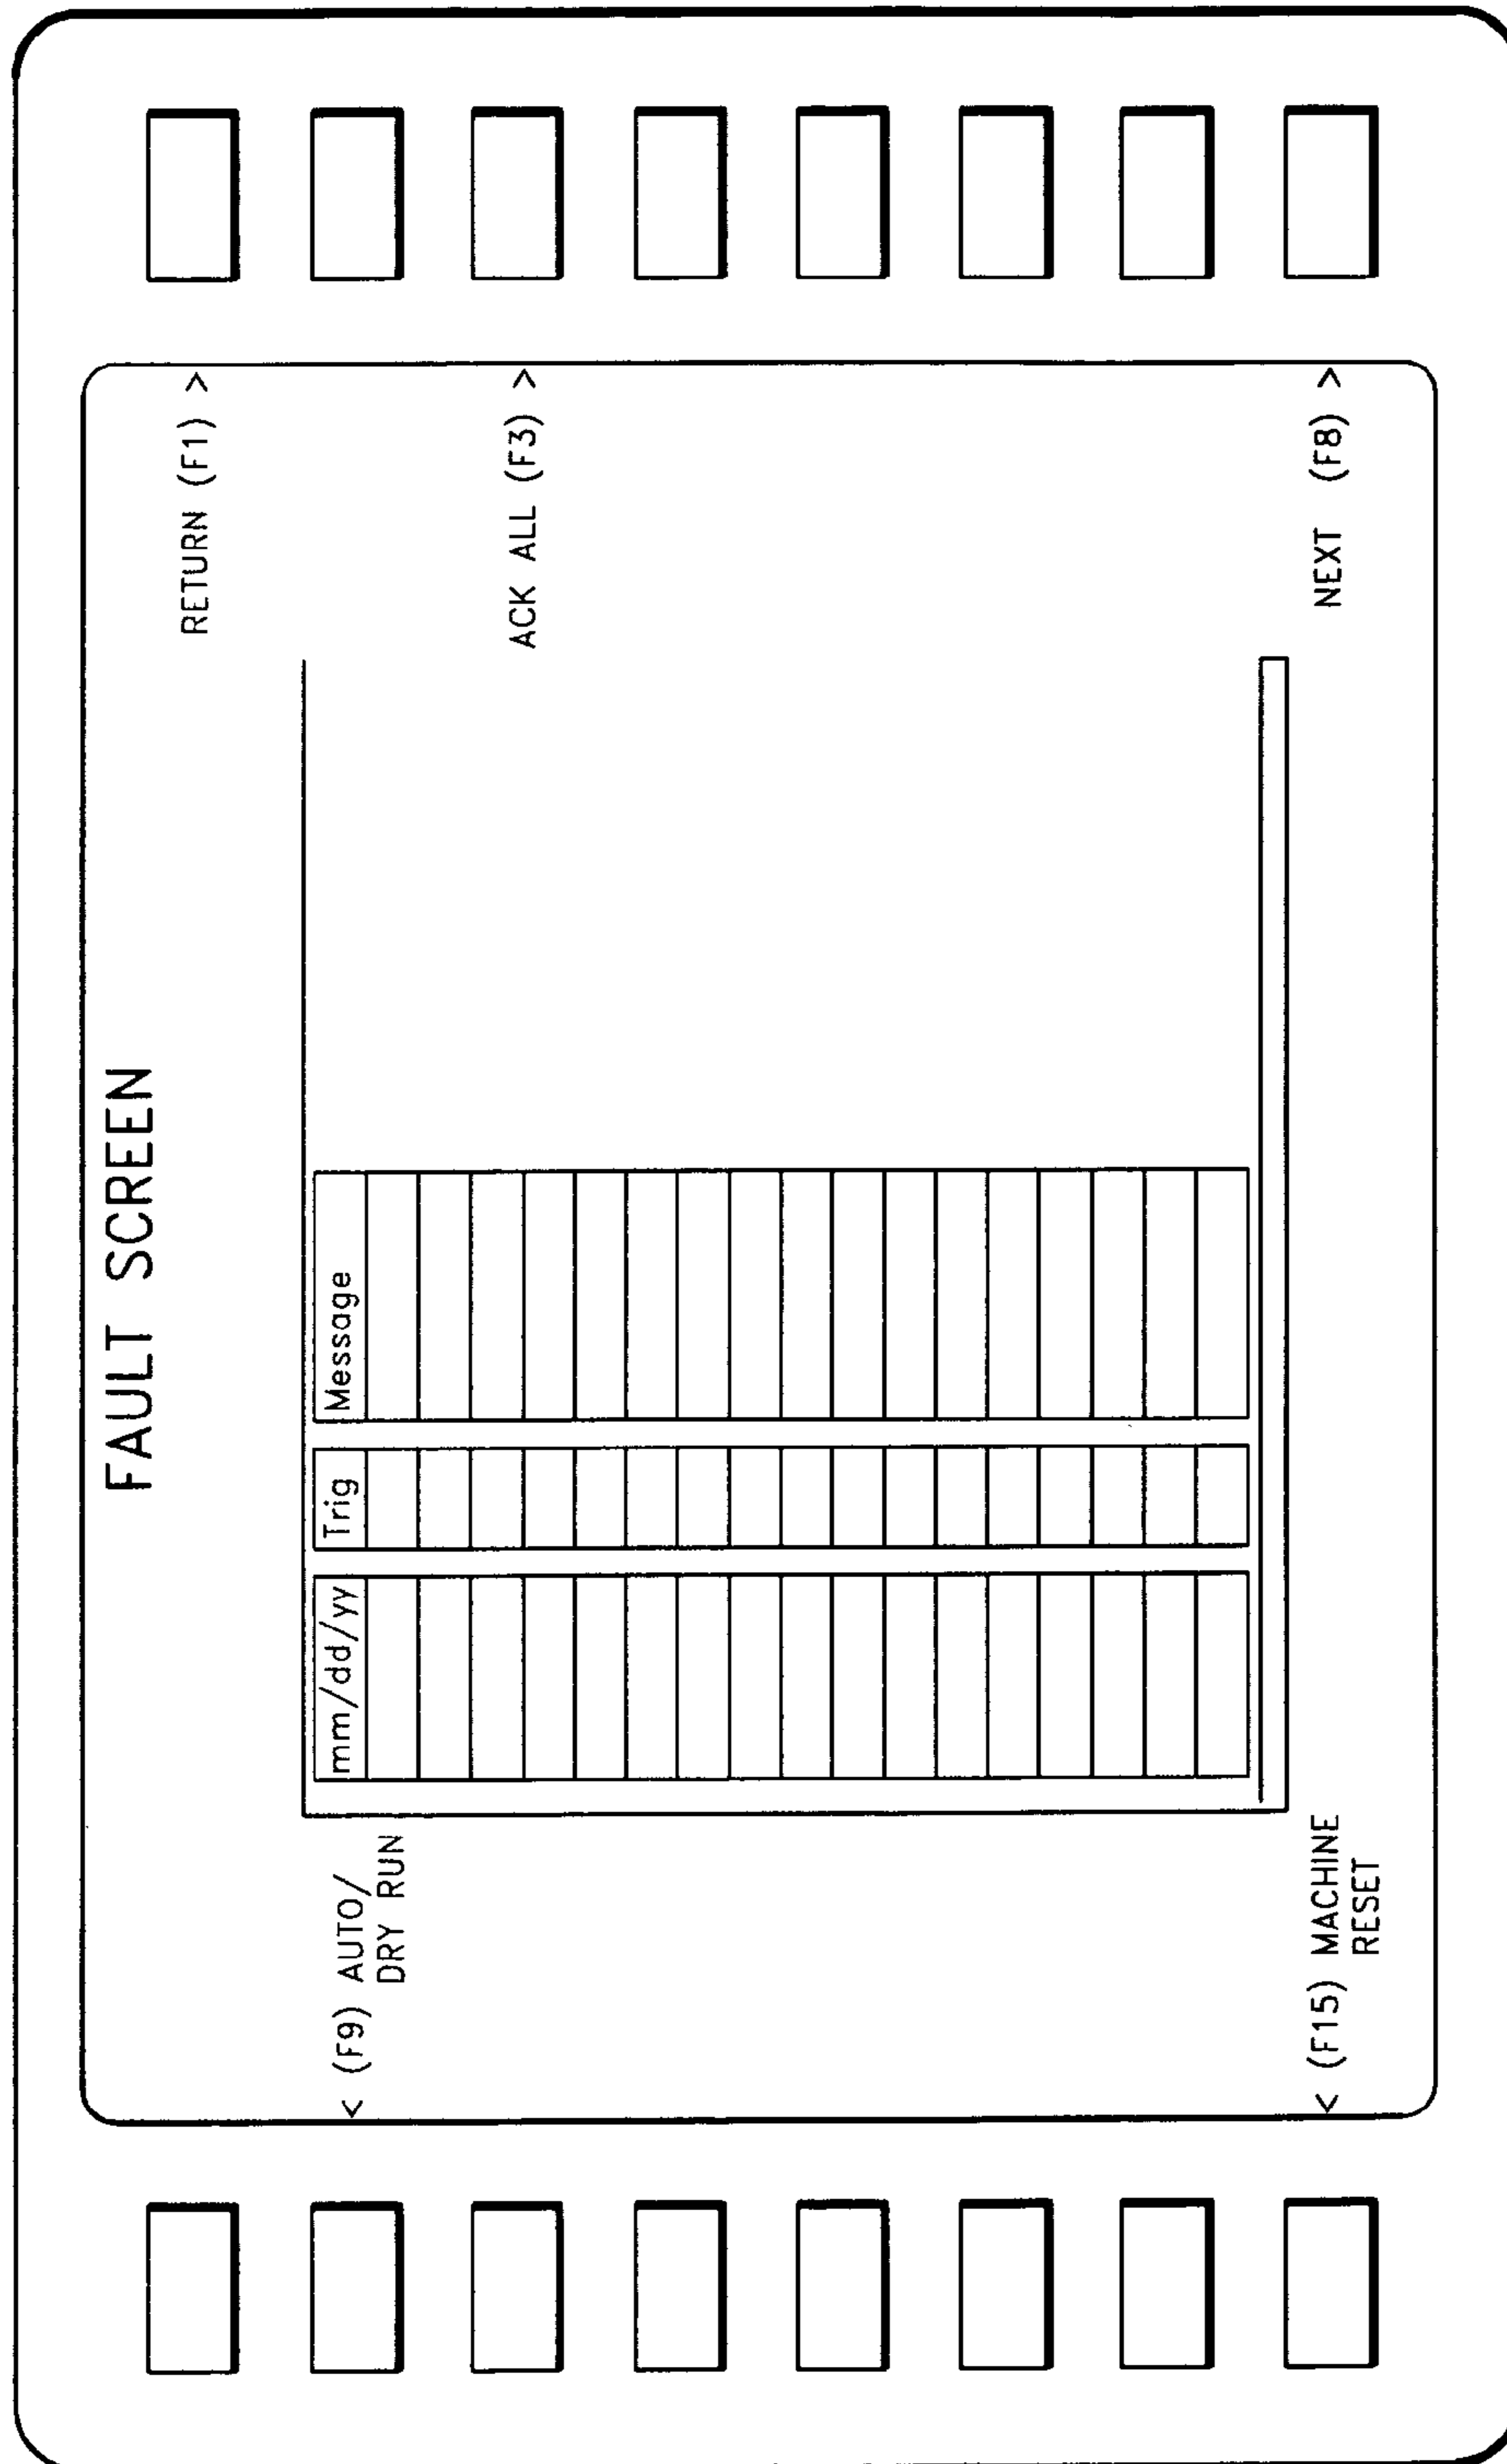 FAULT SCREEN
RETURN (F1) >
< (F9) AUTO/
DRY RUN
mm/dd/yy Trig Message
ACK ALL (F3) >
< (F15) MACHINE
RESET
NEXT (F8) >